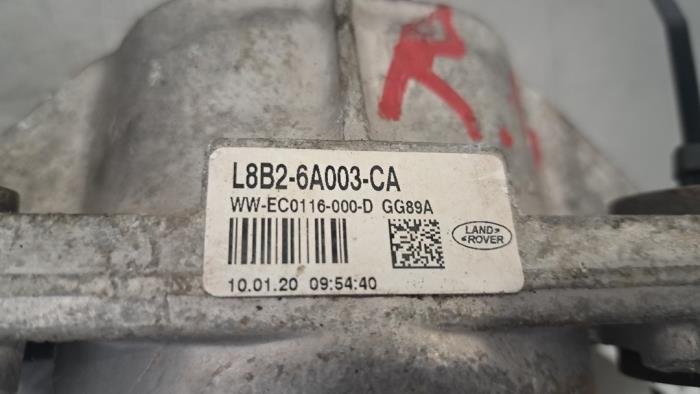 R.
L8B2-6A003-CA
WW-EC0116-000-D GG89A
LAND
ROVER
10.01.20 09:54:40